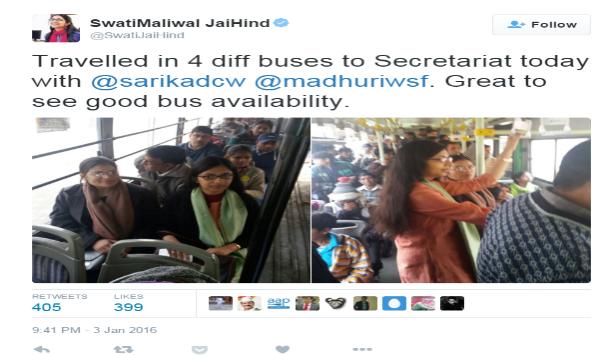 SwatiMaliwal JaiHind
@SwatiJaiHind
Follow
Travelled in 4 diff buses to Secretariat today
with @sarikadcw @madhuriwsf. Great to
see good bus availability.
RETWEETS LIKES
405 399
aap
9:41 PM - 3 Jan 2016